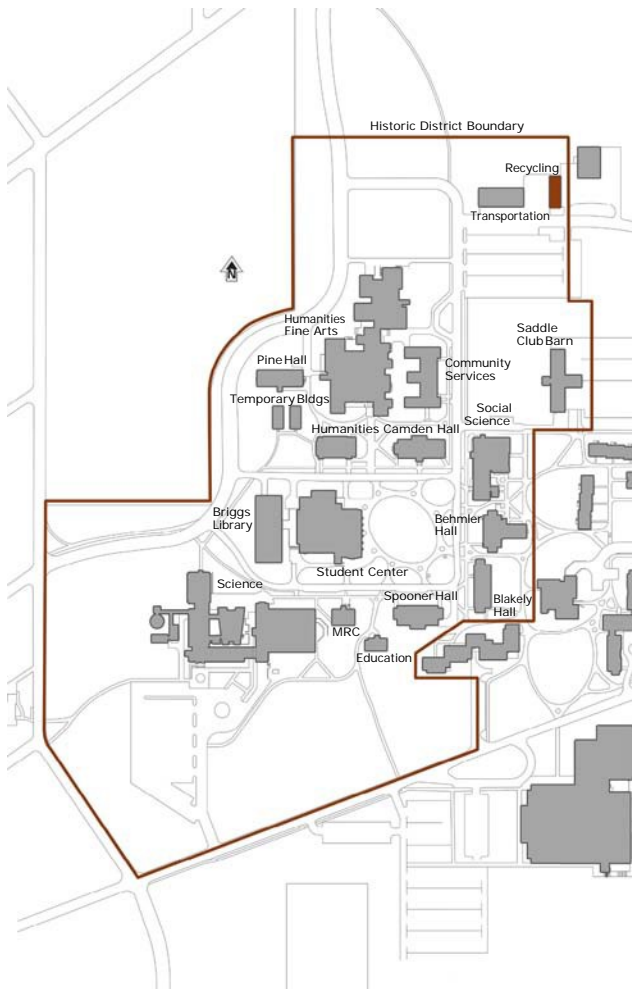 Historic District Boundary
Recycling
Transportation
N
Humanities
Fine Arts
Saddle
Club Barn
Pine Hall
Community
Services
Temporary Bldgs
Social
Science
Humanities Camden Hall
Briggs
Library
Behmler
Hall
Student Center
Science
Spooner Hall
Blakely
Hall
MRC
Education